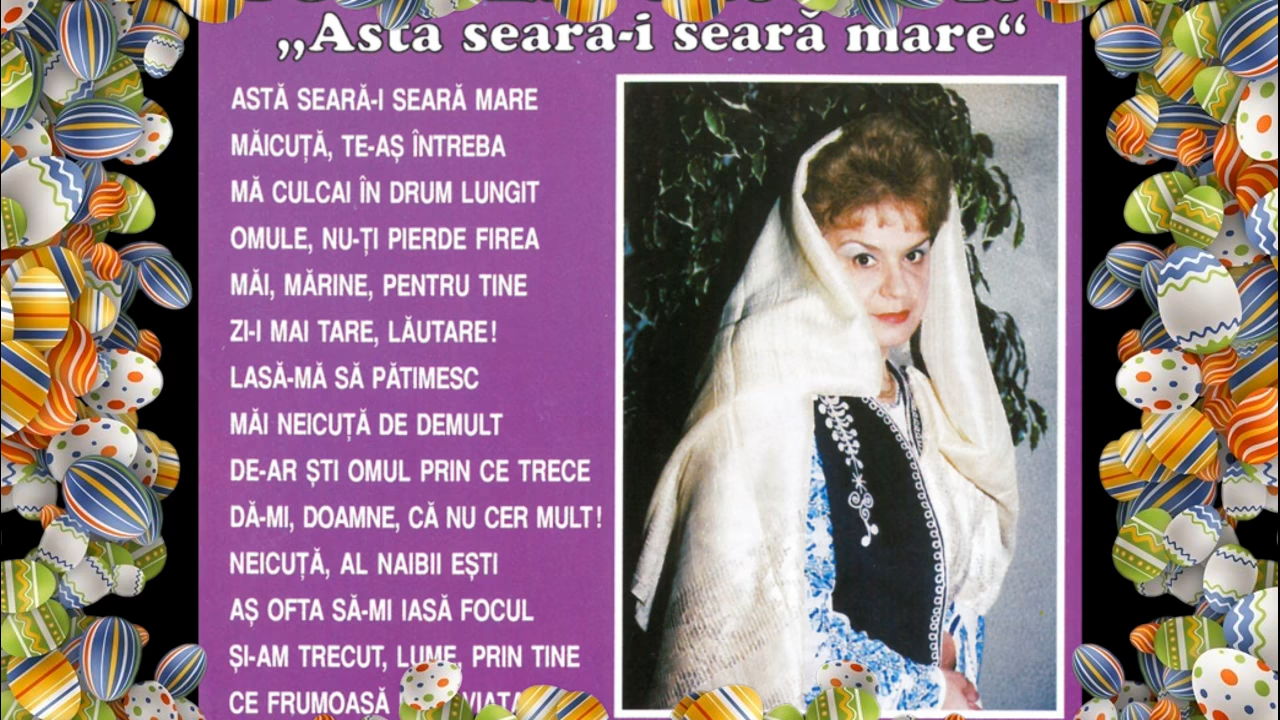 „Astă seară-i seară mare“
ASTĂ SEARĂ-I SEARĂ MARE
MĂICUȚĂ, TE-AȘ ÎNTREBA
MĂ CULCAI ÎN DRUM LUNGIT
OMULE, NU-ȚI PIERDE FIREA
MĂI, MĂRINE, PENTRU TINE
ZI-I MAI TARE, LĂUTARE!
LASĂ-MĂ SĂ PĂTIMESC
MĂI NEICUȚĂ DE DEMULT
DE-AR ȘTI OMUL PRIN CE TRECE
DĂ-MI, DOAMNE, CĂ NU CER MULT!
NEICUȚĂ, AL NAIBII EȘTI
AȘ OFTA SĂ-MI IASĂ FOCUL
ȘI-AM TRECUT, LUME, PRIN TINE
CE FRUMOASĂ